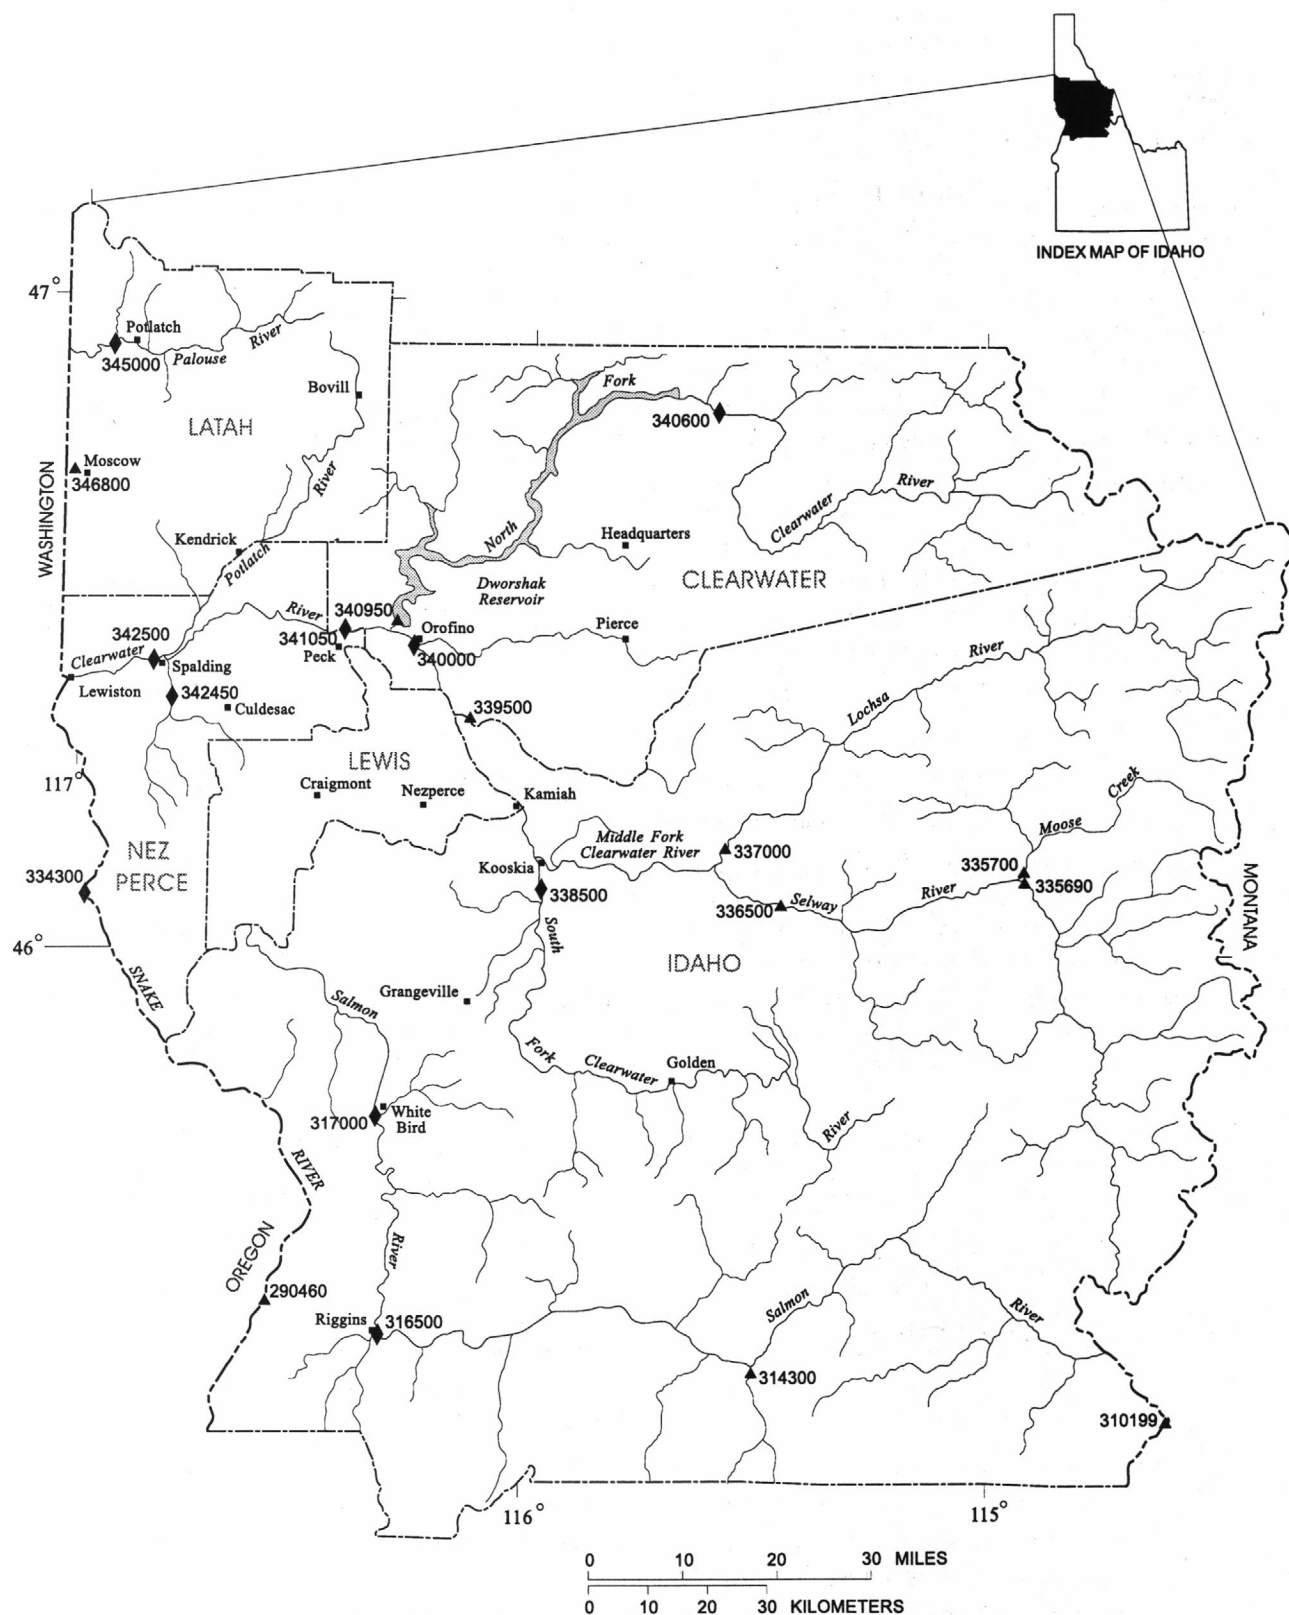 INDEX MAP OF IDAHO
47°
Potlatch
345000
Palouse
River
Bovill
LATAH
Fork
340600
WASHINGTON
Moscow
346800
River
Clearwater
River
Kendrick
Potlatch
North
Headquarters
CLEARWATER
Dworshak
Reservoir
River
340950
341050
Peck
Orofino
340000
Pierce
342500
Clearwater
Spalding
Lewiston
342450
Culdesac
339500
River
Lochsa
117°
LEWIS
Craigmont
Nezperce
Kamiah
Creek
Moose
NEZ
PERCE
Middle Fork
Clearwater River
337000
Kooskia
338500
335700
335690
334300
336500
Selway
River
MONTANA
46°
SNAKE
South
IDAHO
Grangeville
Salmon
Fork
Clearwater
Golden
317000
White
Bird
River
RIVER
River
OREGON
290460
Salmon
River
Riggins
316500
314300
310199
116°
115°
0 10 20 30 MILES
0 10 20 30 KILOMETERS